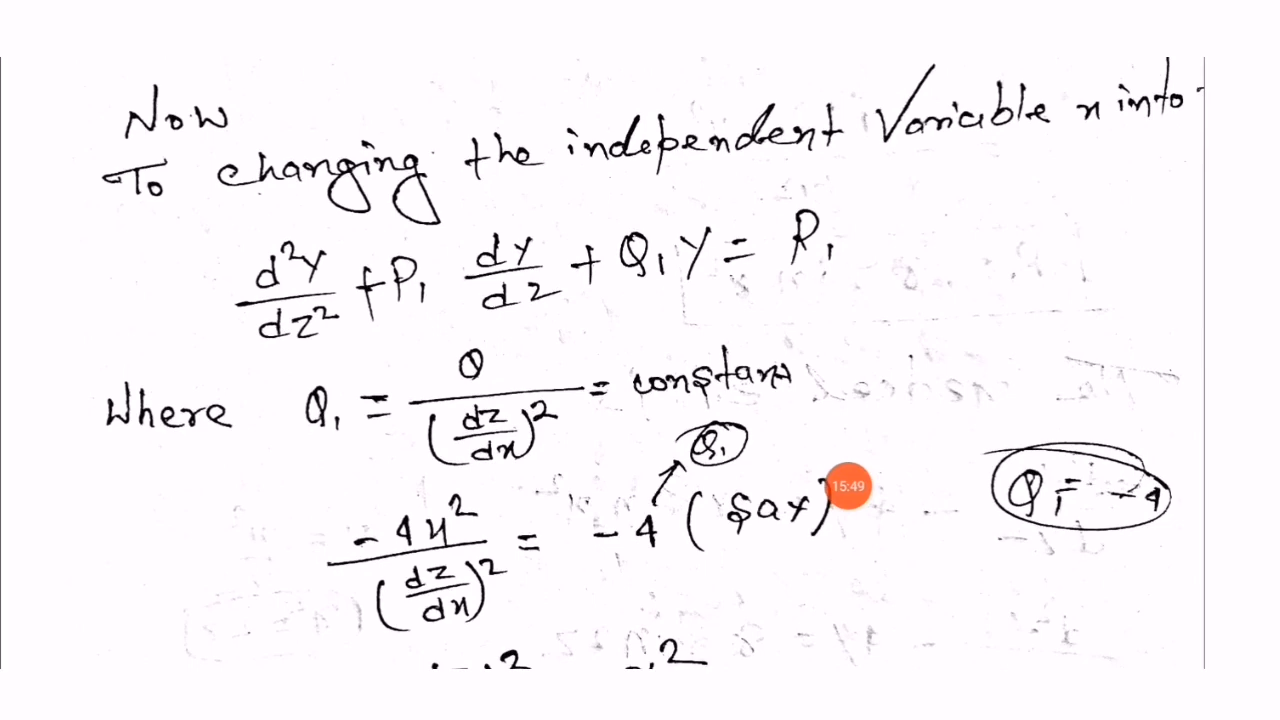 Now
To changing the independent Variable x into
d²y/dz² + P₁ dy/dz + Q₁y = R₁
Where Q₁ = Q/(dz/dx)² = constant
Q₁
-4x²/(dz/dx)² = -4 (say)
15:49
Q₁ = -4